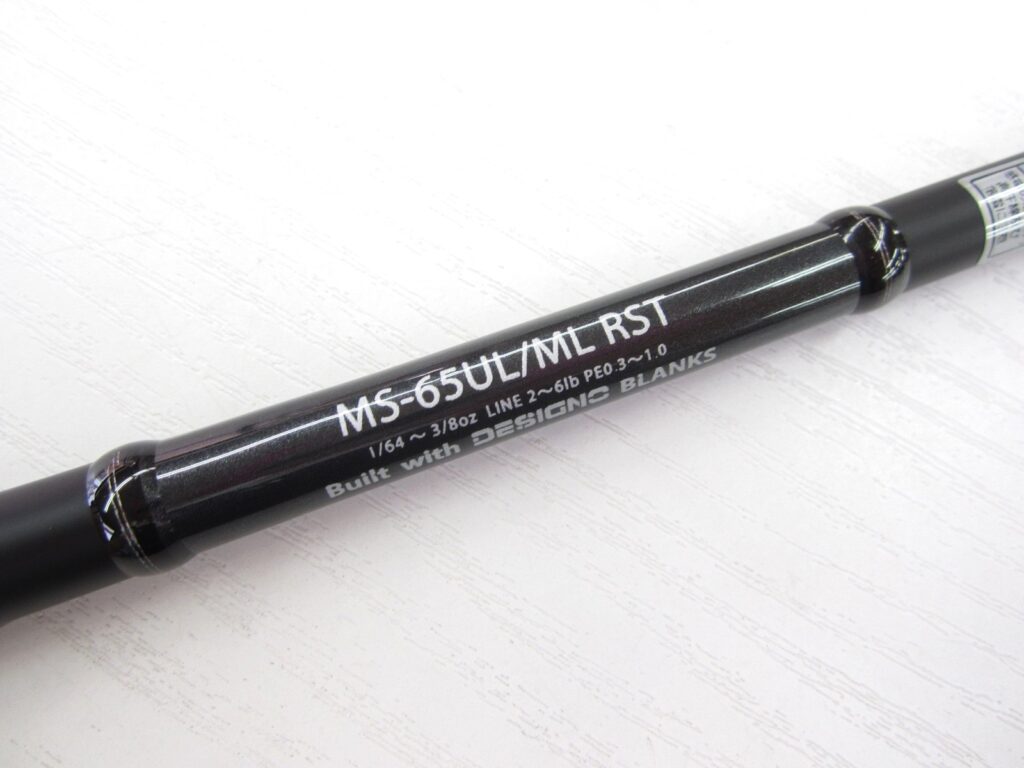 MS-65UL/ML RST
1/64～3/8oz LINE 2～6lb PE0.3～1.0
Built with DESIGNO BLANKS